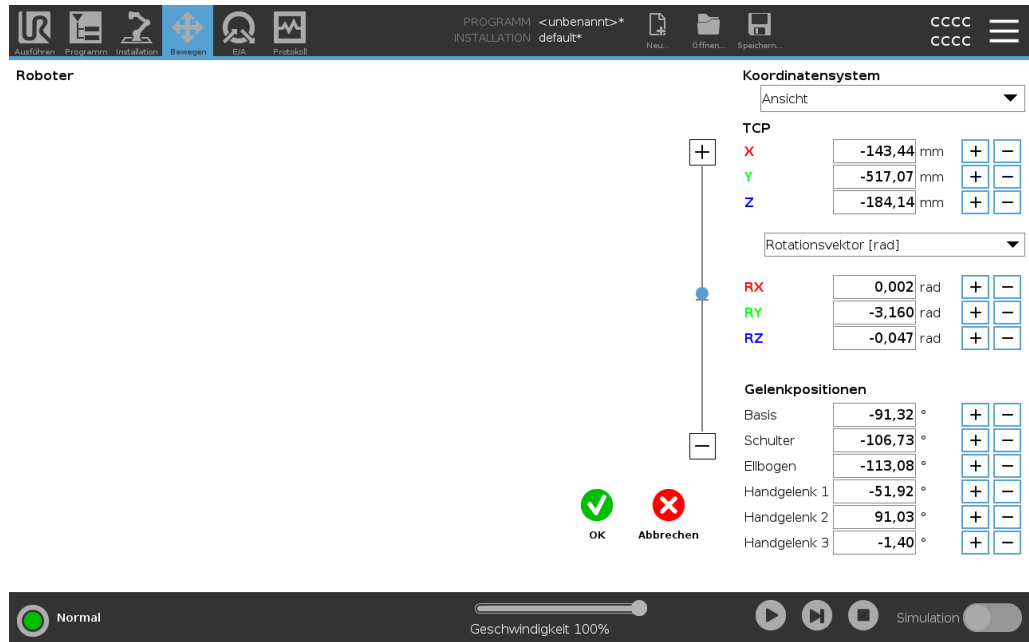 PROGRAMM <unbenannt>*
INSTALLATION default*
CCCC
CCCC
Ausführen Programm Installation Bewegen E/A Protokoll Neu... Öffnen... Speichern...
Roboter
Koordinatensystem
Ansicht
TCP
X -143,44 mm + −
Y -517,07 mm + −
Z -184,14 mm + −
Rotationsvektor [rad]
RX 0,002 rad + −
RY -3,160 rad + −
RZ -0,047 rad + −
Gelenkpositionen
Basis -91,32 ° + −
Schulter -106,73 ° + −
Ellbogen -113,08 ° + −
Handgelenk 1 -51,92 ° + −
Handgelenk 2 91,03 ° + −
Handgelenk 3 -1,40 ° + −
OK Abbrechen
Normal
Geschwindigkeit 100%
Simulation